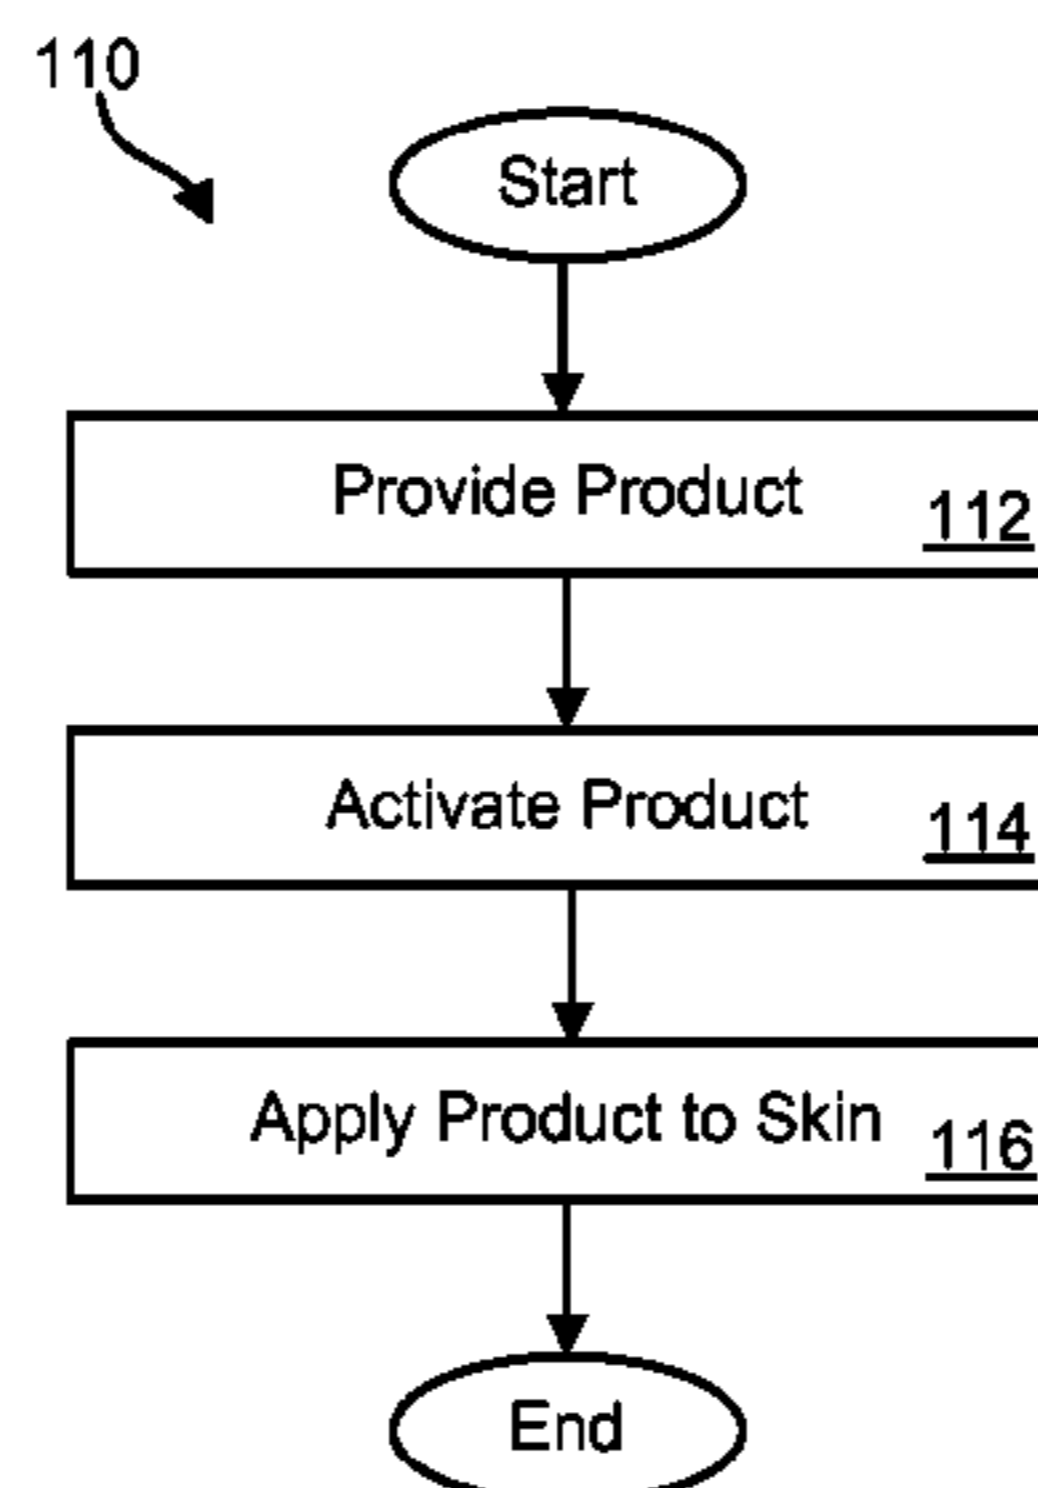 110
Start
Provide Product
112
Activate Product
114
Apply Product to Skin
116
End